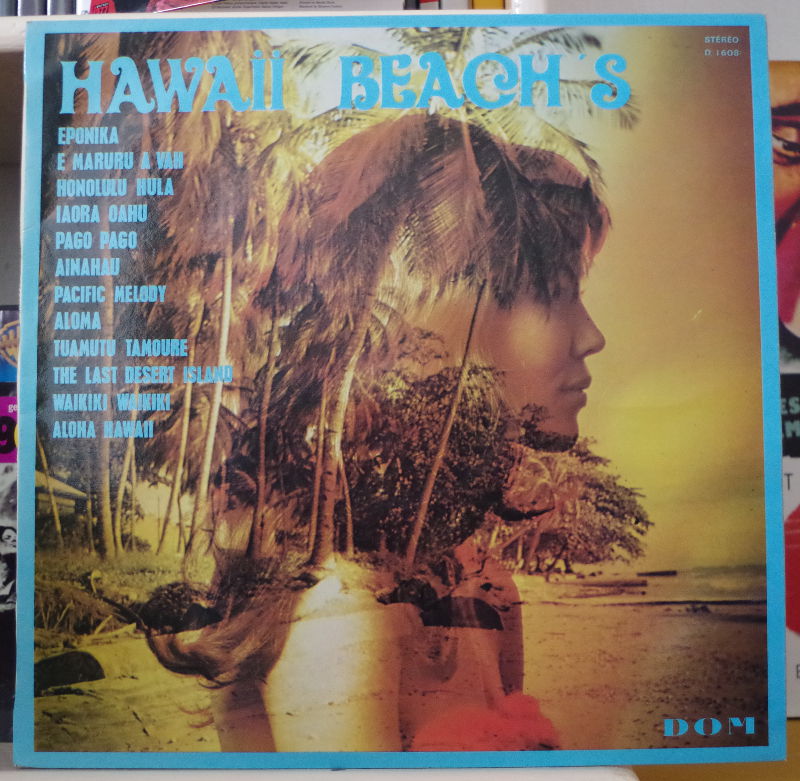 STÉRÉO
D 1608
HAWAII BEACH'S
EPONIKA
E MARURU A VAH
HONOLULU HULA
IAORA OAHU
PAGO PAGO
AINAHAU
PACIFIC MELODY
ALOMA
TUAMUTU TAMOURE
THE LAST DESERT ISLAND
WAIKIKI WAIKIKI
ALOHA HAWAII
DOM